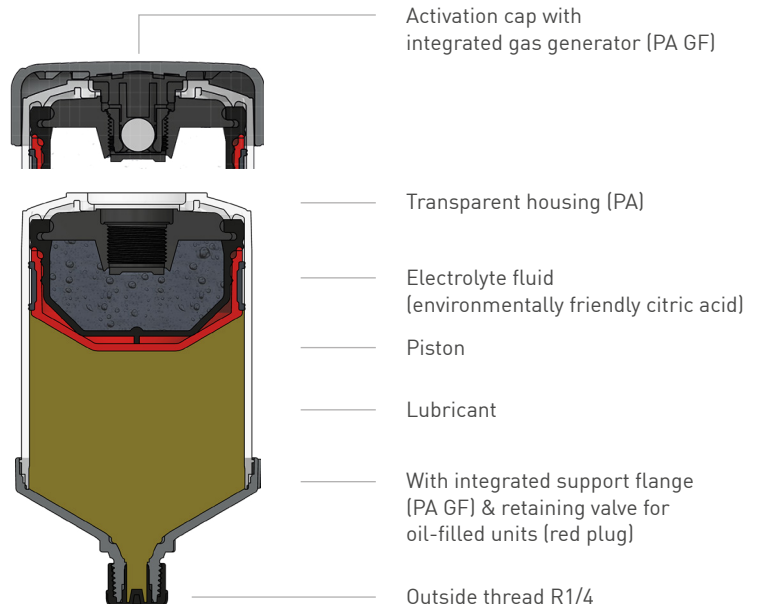 Activation cap with
integrated gas generator (PA GF)
Transparent housing (PA)
Electrolyte fluid
(environmentally friendly citric acid)
Piston
Lubricant
With integrated support flange
(PA GF) & retaining valve for
oil-filled units (red plug)
Outside thread R1/4